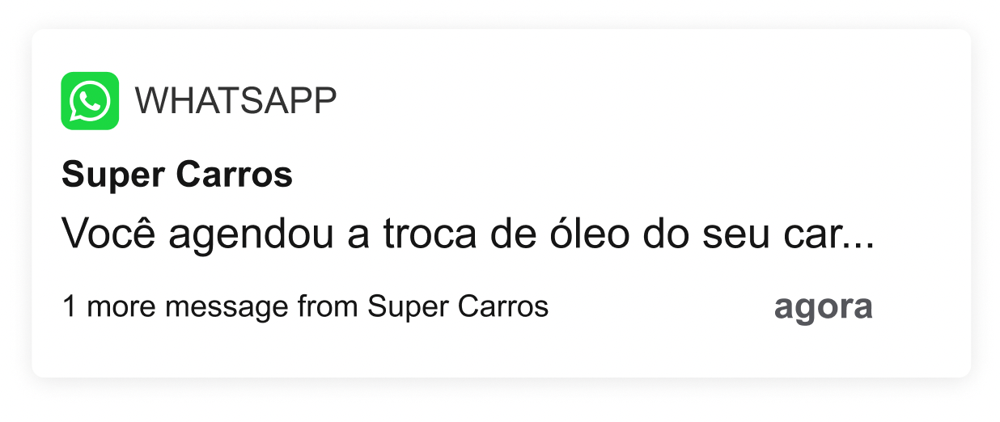 WHATSAPP
Super Carros
Você agendou a troca de óleo do seu car...
1 more message from Super Carros agora